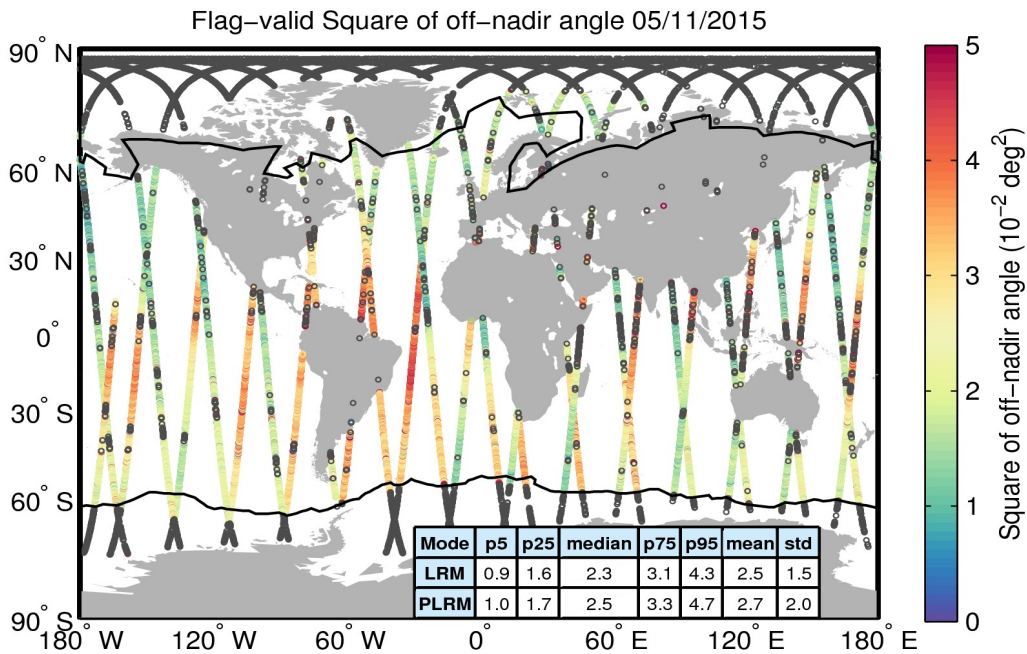 Flag−valid Square of off−nadir angle 05/11/2015
90° N
60° N
30° N
0°
30° S
60° S
90° S
180° W
120° W
60° W
0°
60° E
120° E
180° E
Mode p5 p25 median p75 p95 mean std
LRM 0.9 1.6 2.3 3.1 4.3 2.5 1.5
PLRM 1.0 1.7 2.5 3.3 4.7 2.7 2.0
5
4
3
2
1
0
Square of off−nadir angle (10⁻² deg²)